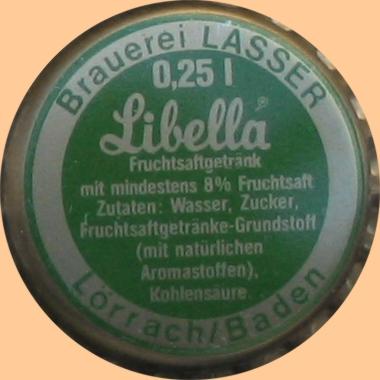 Brauerei LASSER
0,25 l
Libella®
Fruchtsaftgetränk
mit mindestens 8% Fruchtsaft
Zutaten: Wasser, Zucker,
Fruchtsaftgetränke-Grundstoff
(mit natürlichen
Aromastoffen),
Kohlensäure
Lörrach/Baden